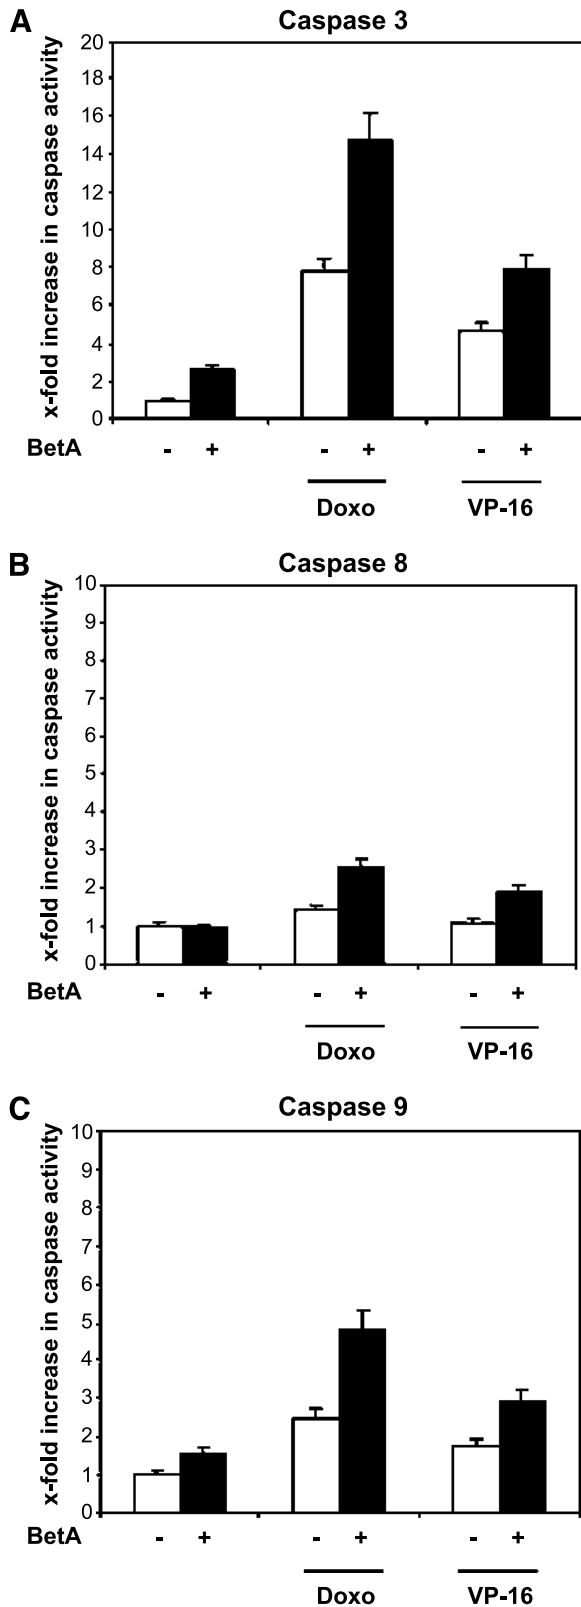 A
Caspase 3
x-fold increase in caspase activity
20
18
16
14
12
10
8
6
4
2
0
BetA - + - + - +
Doxo VP-16
B
Caspase 8
x-fold increase in caspase activity
10
9
8
7
6
5
4
3
2
1
0
BetA - + - + - +
Doxo VP-16
C
Caspase 9
x-fold increase in caspase activity
10
9
8
7
6
5
4
3
2
1
0
BetA - + - + - +
Doxo VP-16